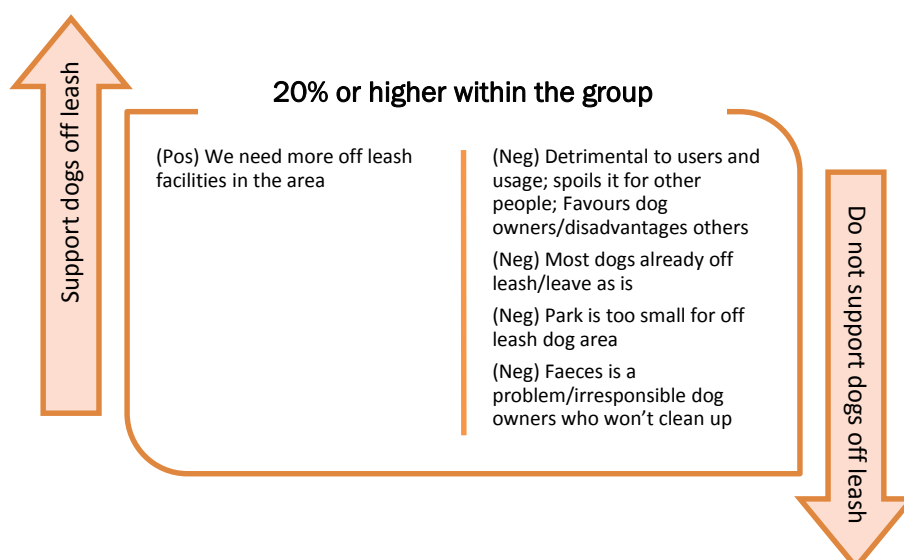 Support dogs off leash
20% or higher within the group
(Pos) We need more off leash
facilities in the area
(Neg) Detrimental to users and
usage; spoils it for other
people; Favours dog
owners/disadvantages others
(Neg) Most dogs already off
leash/leave as is
(Neg) Park is too small for off
leash dog area
(Neg) Faeces is a
problem/irresponsible dog
owners who won’t clean up
Do not support dogs off leash